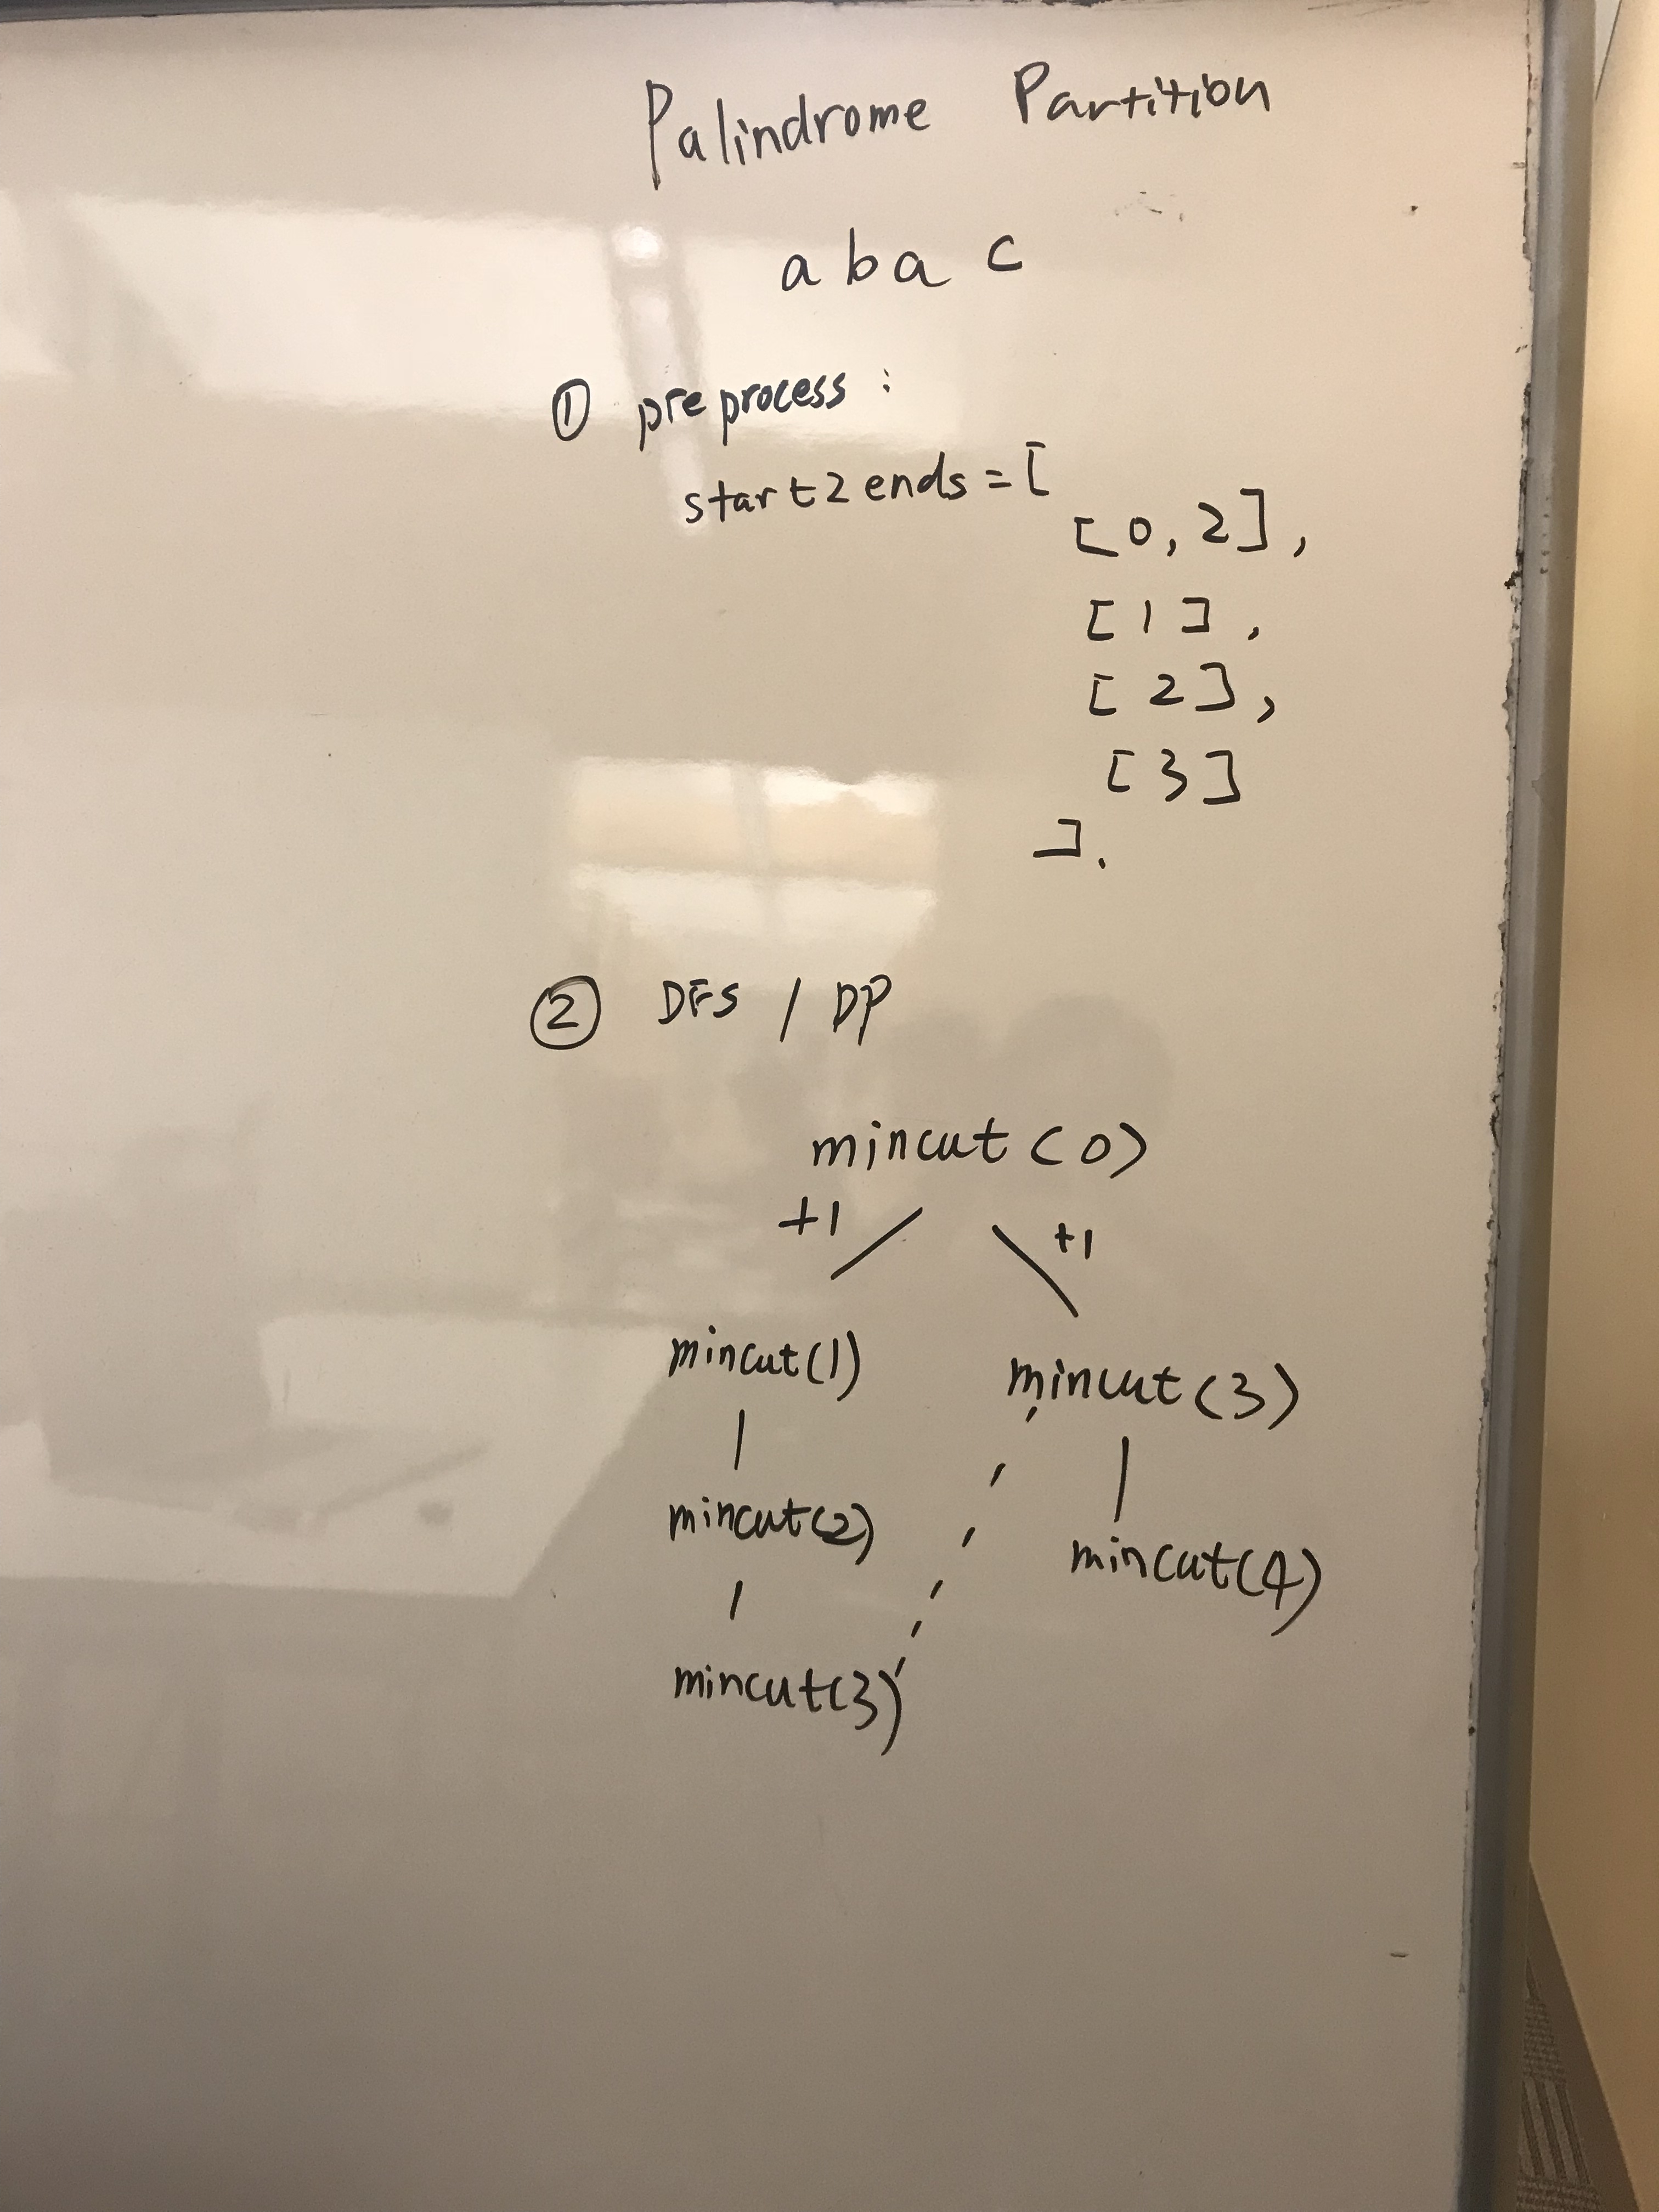 Palindrome Partition
a b a c
① preprocess :
start2ends = [
[0, 2],
[1],
[2],
[3]
].
② DFS / DP
mincut(0)
+1 +1
mincut(1) mincut(3)
mincut(2) mincut(4)
mincut(3)